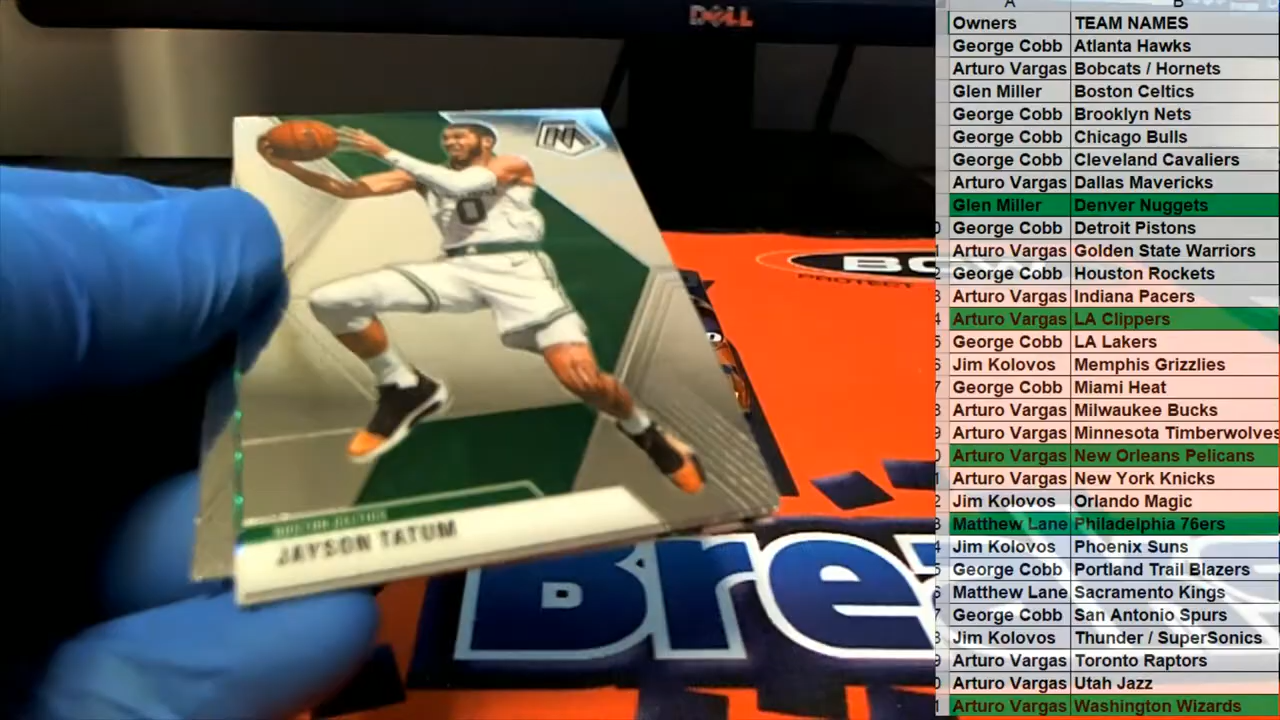 DELL
0
BOSTON CELTICS
JAYSON TATUM
BC
PROTECT
Bre
A B
Owners TEAM NAMES
George Cobb Atlanta Hawks
Arturo Vargas Bobcats / Hornets
Glen Miller Boston Celtics
George Cobb Brooklyn Nets
George Cobb Chicago Bulls
George Cobb Cleveland Cavaliers
Arturo Vargas Dallas Mavericks
Glen Miller Denver Nuggets
George Cobb Detroit Pistons
Arturo Vargas Golden State Warriors
George Cobb Houston Rockets
Arturo Vargas Indiana Pacers
Arturo Vargas LA Clippers
George Cobb LA Lakers
Jim Kolovos Memphis Grizzlies
George Cobb Miami Heat
Arturo Vargas Milwaukee Bucks
Arturo Vargas Minnesota Timberwolves
Arturo Vargas New Orleans Pelicans
Arturo Vargas New York Knicks
Jim Kolovos Orlando Magic
Matthew Lane Philadelphia 76ers
Jim Kolovos Phoenix Suns
George Cobb Portland Trail Blazers
Matthew Lane Sacramento Kings
George Cobb San Antonio Spurs
Jim Kolovos Thunder / SuperSonics
Arturo Vargas Toronto Raptors
Arturo Vargas Utah Jazz
Arturo Vargas Washington Wizards